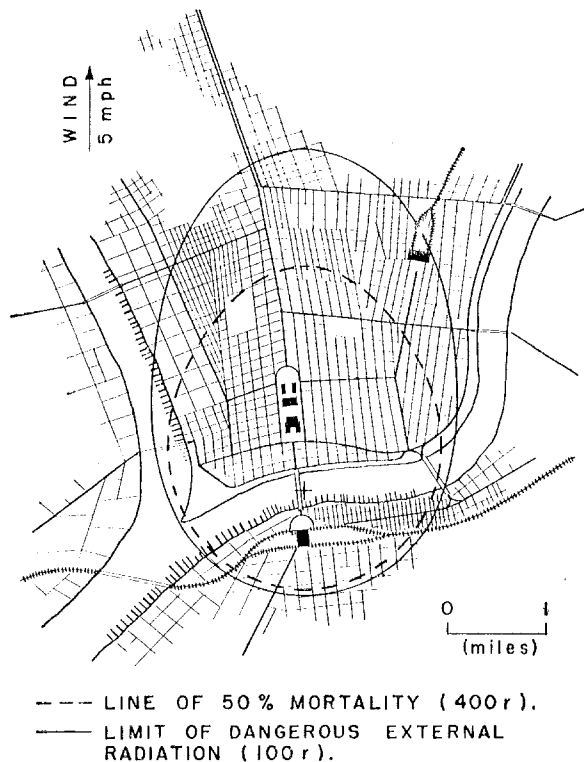 WIND
5 mph
0 1
(miles)
--- LINE OF 50% MORTALITY (400r).
— LIMIT OF DANGEROUS EXTERNAL
RADIATION (100r).